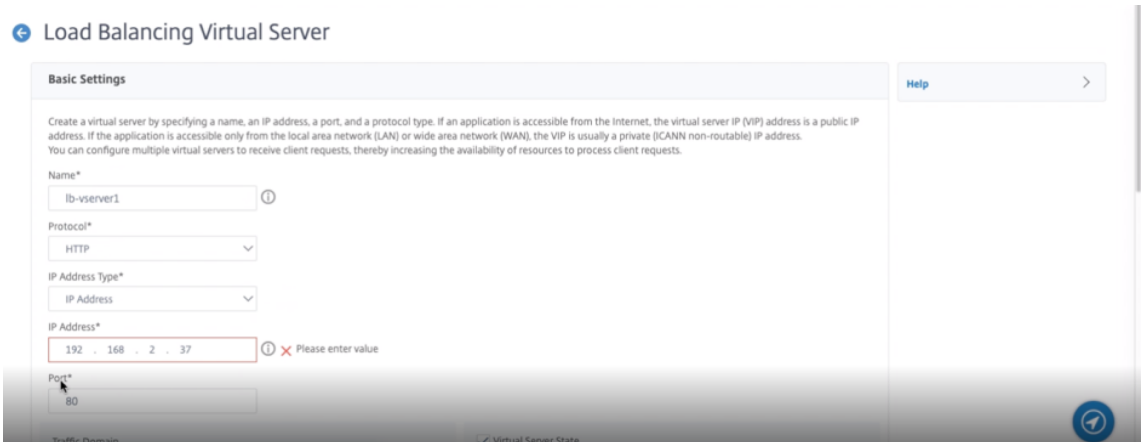 Load Balancing Virtual Server
Basic Settings
Help
Create a virtual server by specifying a name, an IP address, a port, and a protocol type. If an application is accessible from the Internet, the virtual server IP (VIP) address is a public IP
address. If the application is accessible only from the local area network (LAN) or wide area network (WAN), the VIP is usually a private (ICANN non-routable) IP address.
You can configure multiple virtual servers to receive client requests, thereby increasing the availability of resources to process client requests.
Name*
lb-vserver1
Protocol*
HTTP
IP Address Type*
IP Address
IP Address*
192 . 168 . 2 . 37 Please enter value
Port*
80
Traffic Domain
Virtual Server State